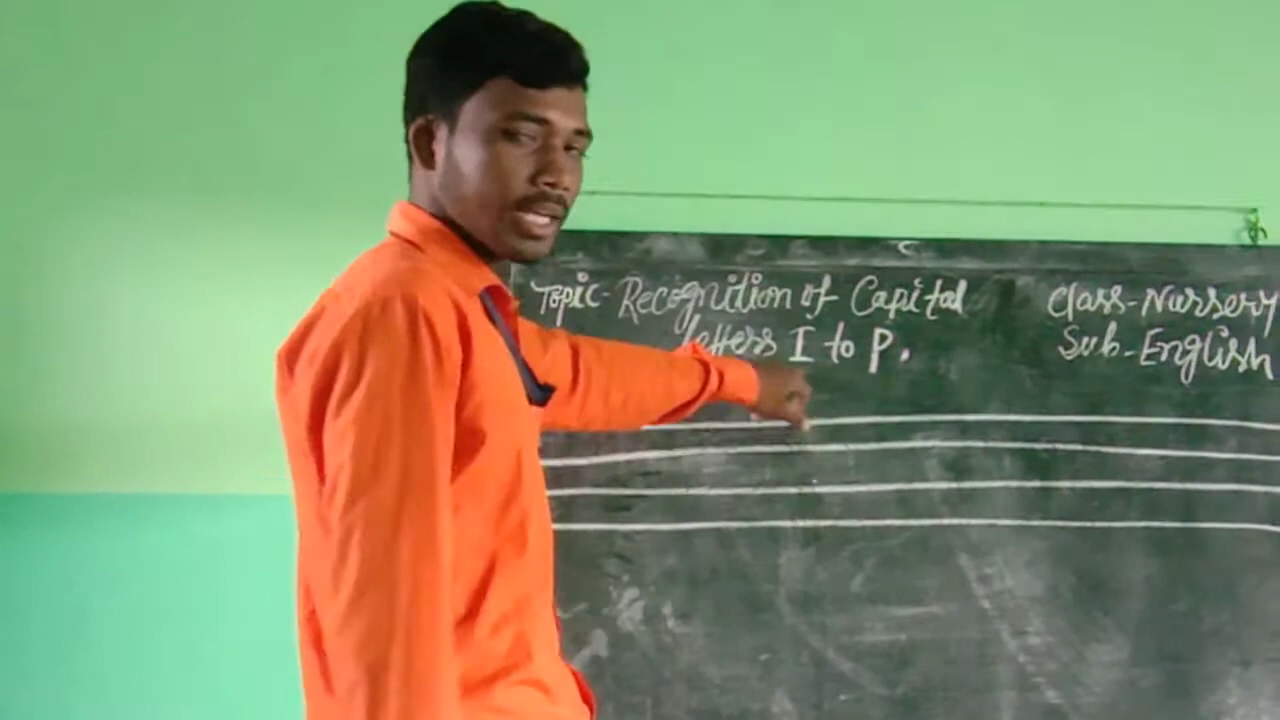 Topic- Recognition of Capital
letters I to P.
Class-Nursery
Sub-English